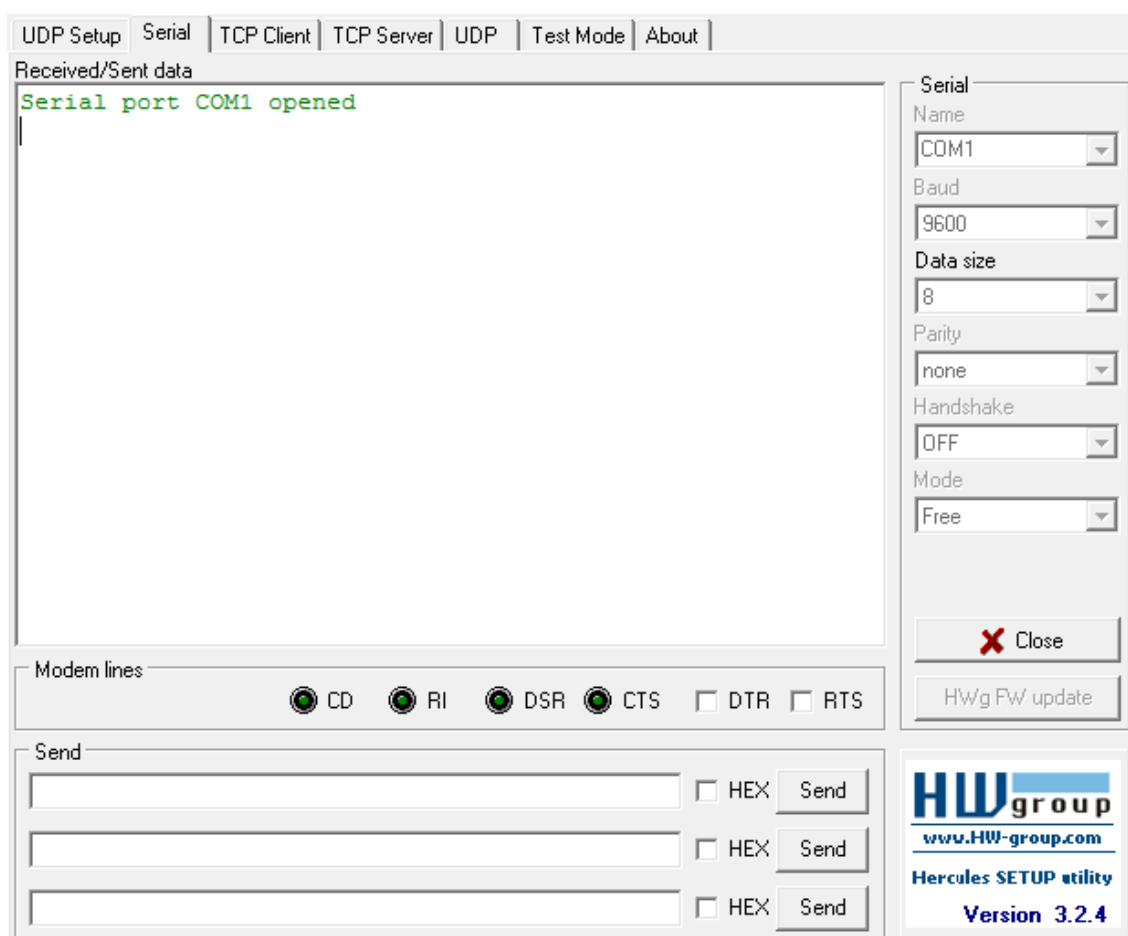 UDP Setup Serial TCP Client TCP Server UDP Test Mode About
Received/Sent data
Serial port COM1 opened
Serial
Name
COM1
Baud
9600
Data size
8
Parity
none
Handshake
OFF
Mode
Free
Close
HWg FW update
Modem lines
CD RI DSR CTS DTR RTS
Send
HEX Send
HEX Send
HEX Send
HW group
www.HW-group.com
Hercules SETUP utility
Version 3.2.4